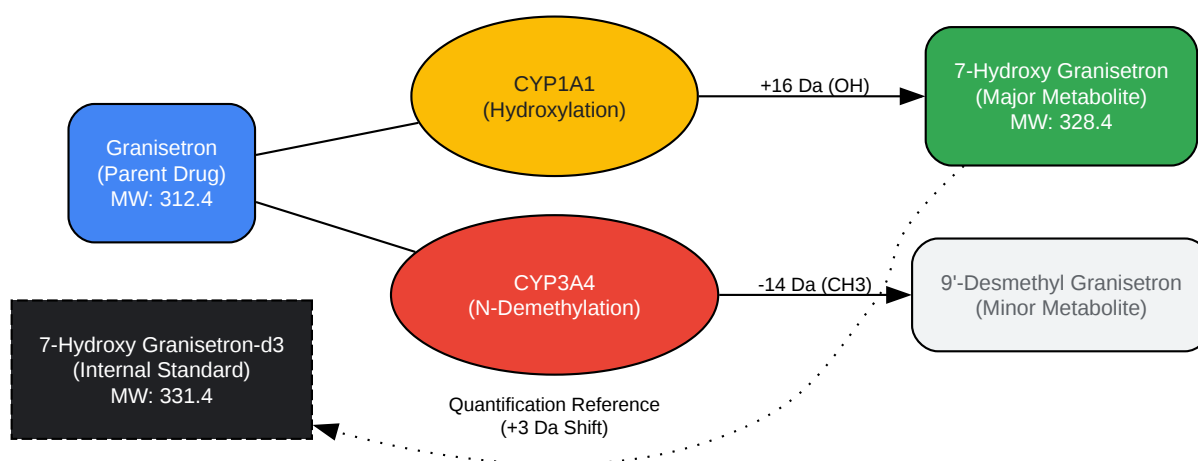 Granisetron
(Parent Drug)
MW: 312.4
CYP1A1
(Hydroxylation)
+16 Da (OH)
7-Hydroxy Granisetron
(Major Metabolite)
MW: 328.4
CYP3A4
(N-Demethylation)
-14 Da (CH3)
9'-Desmethyl Granisetron
(Minor Metabolite)
7-Hydroxy Granisetron-d3
(Internal Standard)
MW: 331.4
Quantification Reference
(+3 Da Shift)